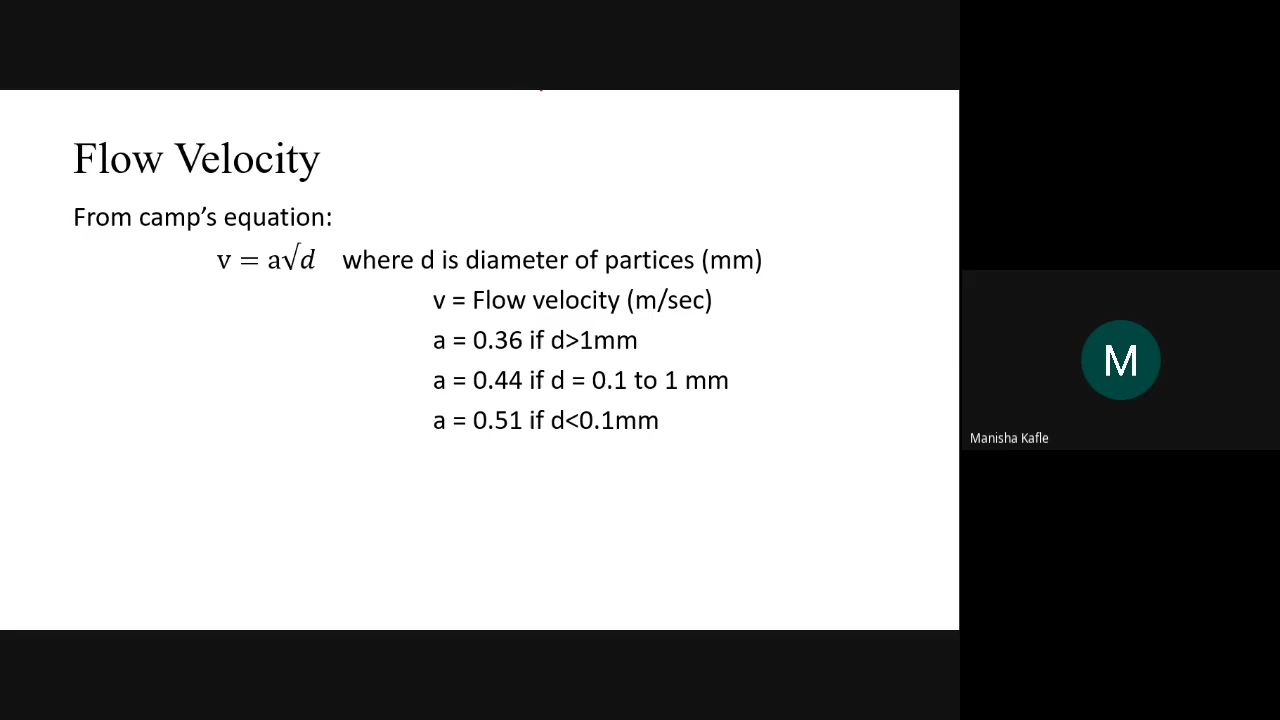 Flow Velocity
From camp's equation:
v = a√d where d is diameter of partices (mm)
v = Flow velocity (m/sec)
a = 0.36 if d>1mm
a = 0.44 if d = 0.1 to 1 mm
a = 0.51 if d<0.1mm
M
Manisha Kafle